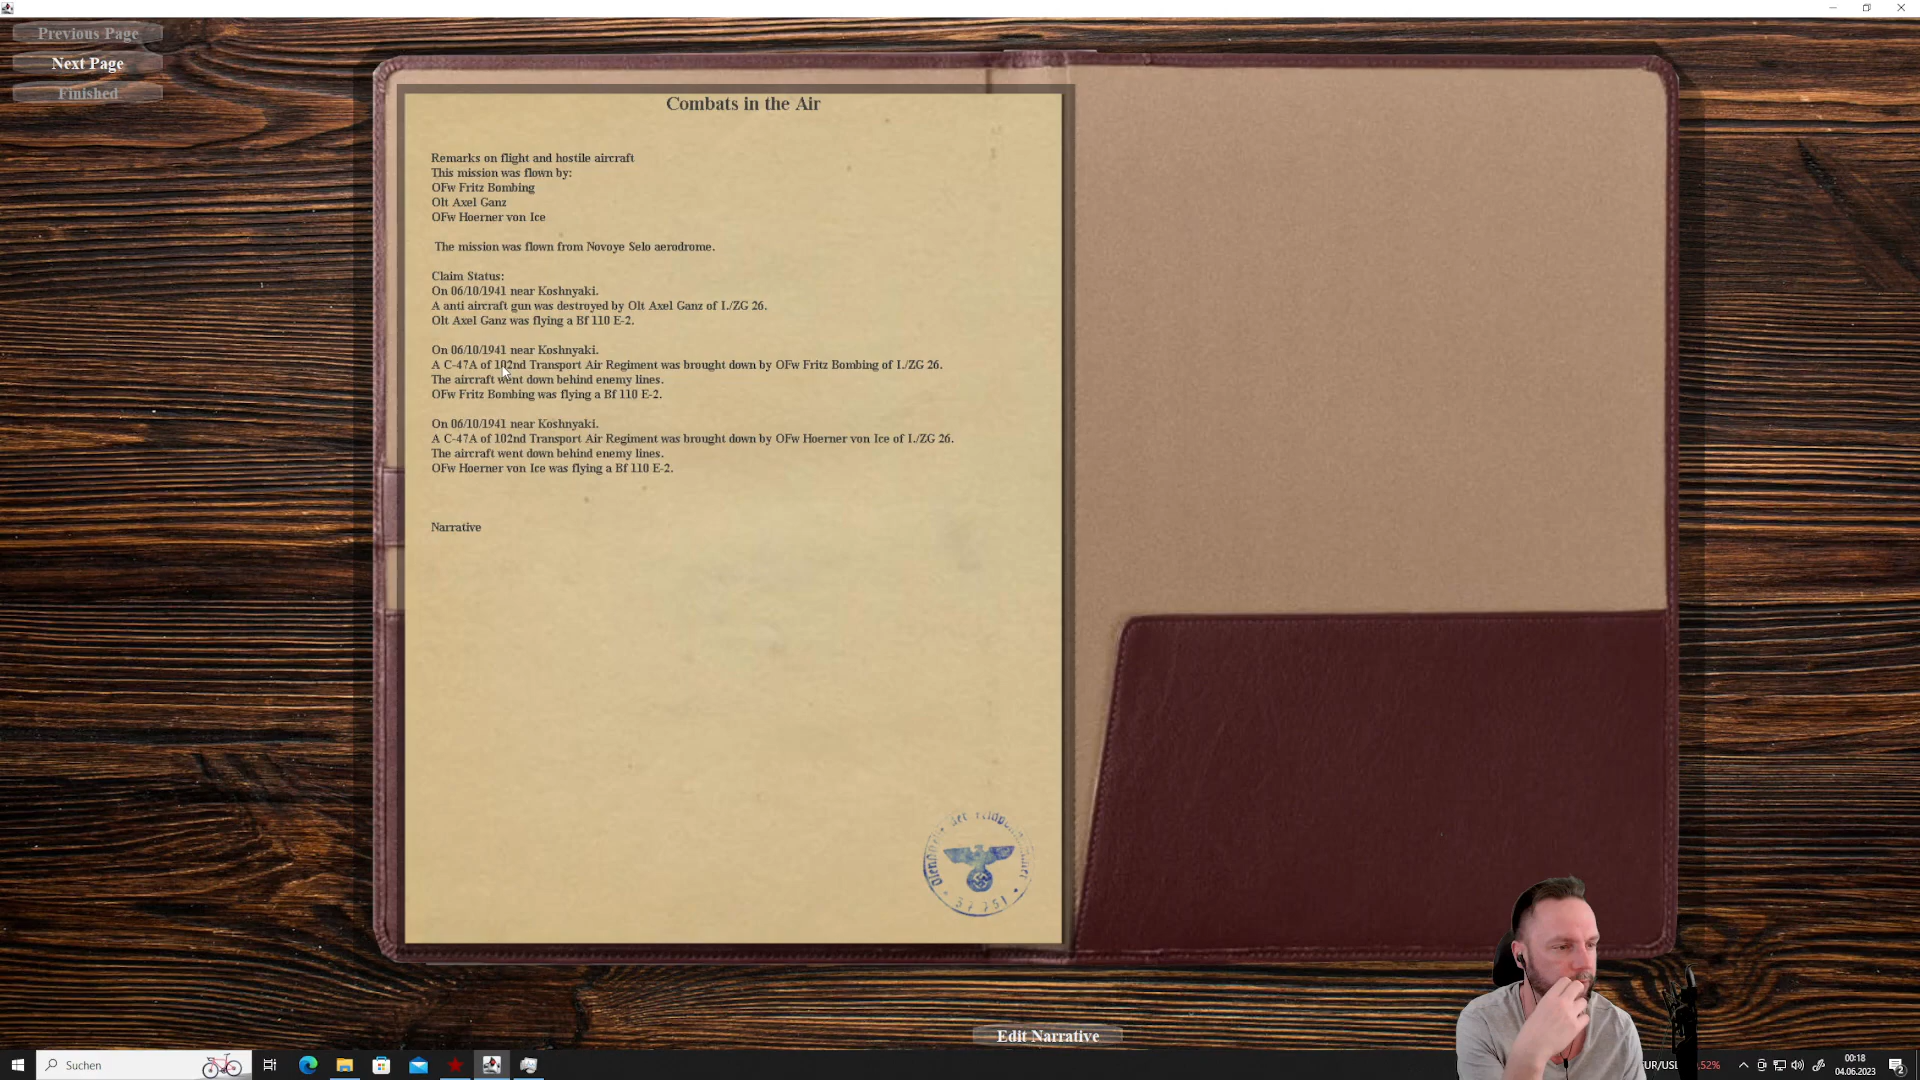 Previous Page
Next Page
Finished
Combats in the Air
Remarks on flight and hostile aircraft
This mission was flown by:
OFw Fritz Bombing
Olt Axel Ganz
OFw Hoerner von Ice
The mission was flown from Novoye Selo aerodrome.
Claim Status:
On 06/10/1941 near Koshnyaki.
A anti aircraft gun was destroyed by Olt Axel Ganz of I./ZG 26.
Olt Axel Ganz was flying a Bf 110 E-2.
On 06/10/1941 near Koshnyaki.
A C-47A of 102nd Transport Air Regiment was brought down by OFw Fritz Bombing of I./ZG 26.
The aircraft went down behind enemy lines.
OFw Fritz Bombing was flying a Bf 110 E-2.
On 06/10/1941 near Koshnyaki.
A C-47A of 102nd Transport Air Regiment was brought down by OFw Hoerner von Ice of I./ZG 26.
The aircraft went down behind enemy lines.
OFw Hoerner von Ice was flying a Bf 110 E-2.
Narrative
der
Edit Narrative
Suchen
00:18
04.06.2023
2